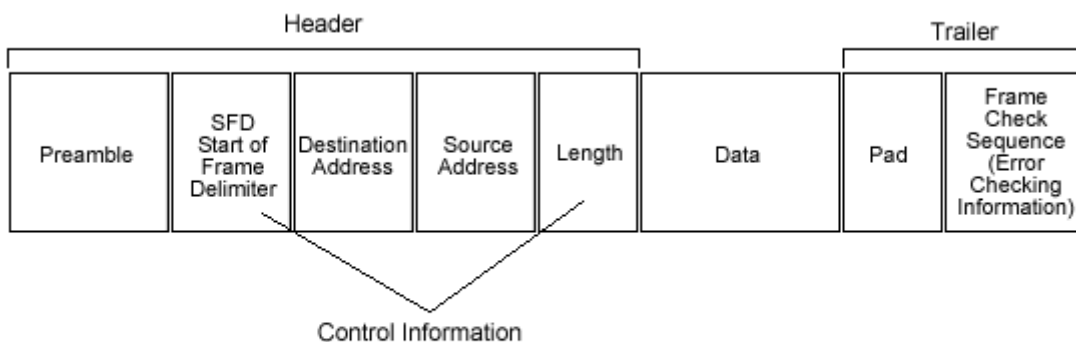 Header
Trailer
Preamble
SFD
Start of
Frame
Delimiter
Destination
Address
Source
Address
Length
Data
Pad
Frame
Check
Sequence
(Error
Checking
Information)
Control Information